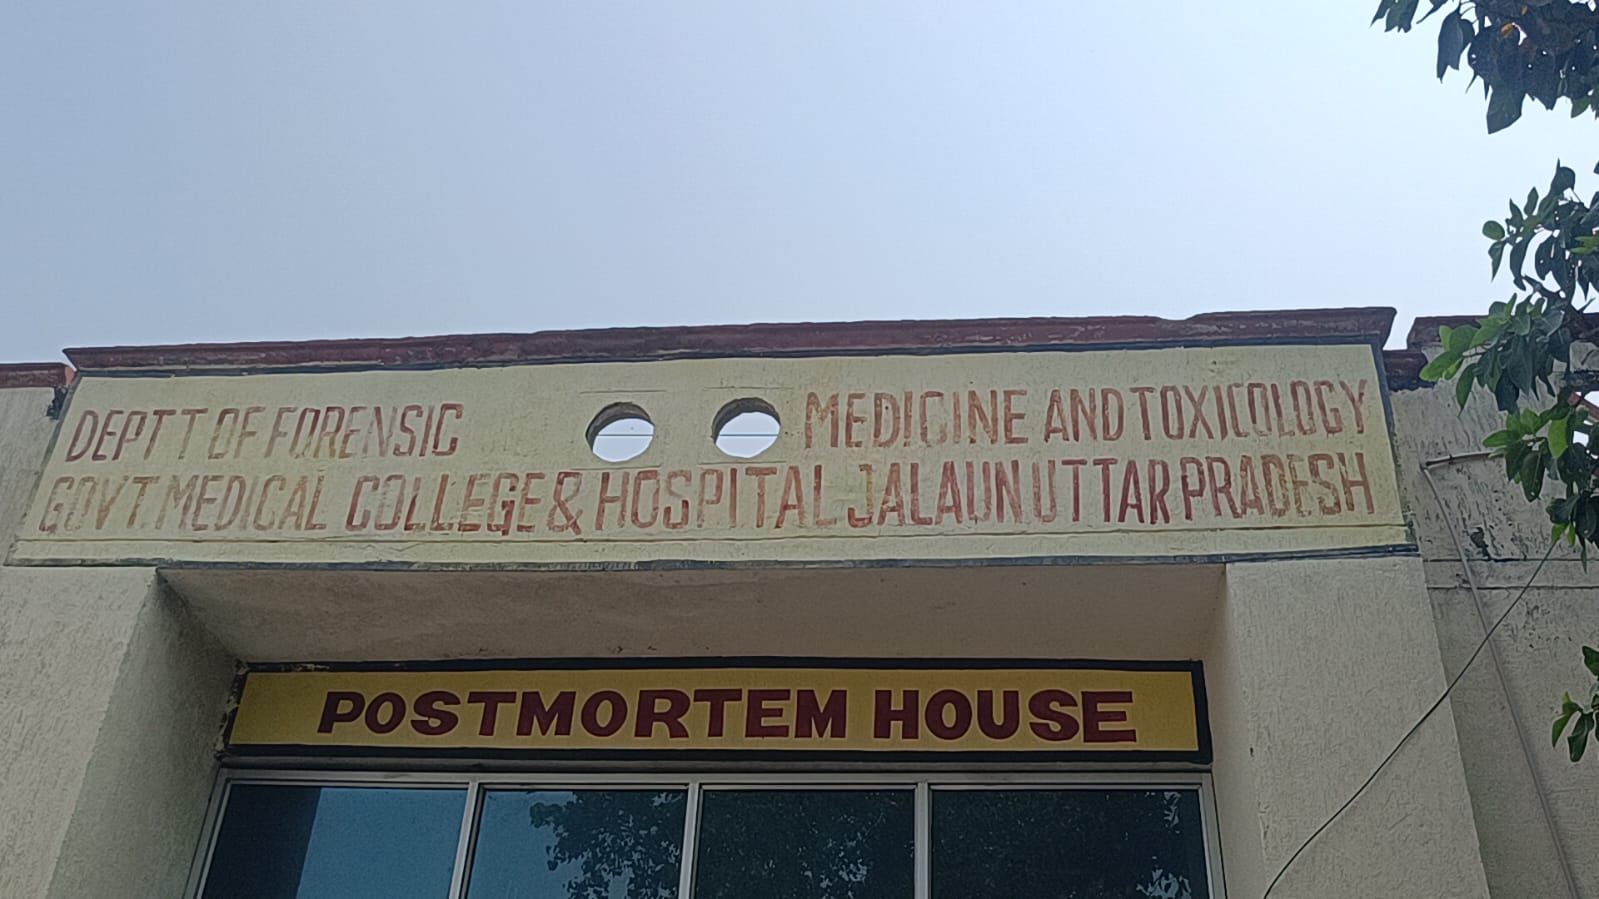 DEPTT OF FORENSIC MEDICINE AND TOXICOLOGY
GOVT. MEDICAL COLLEGE & HOSPITAL JALAUN UTTAR PRADESH
POSTMORTEM HOUSE